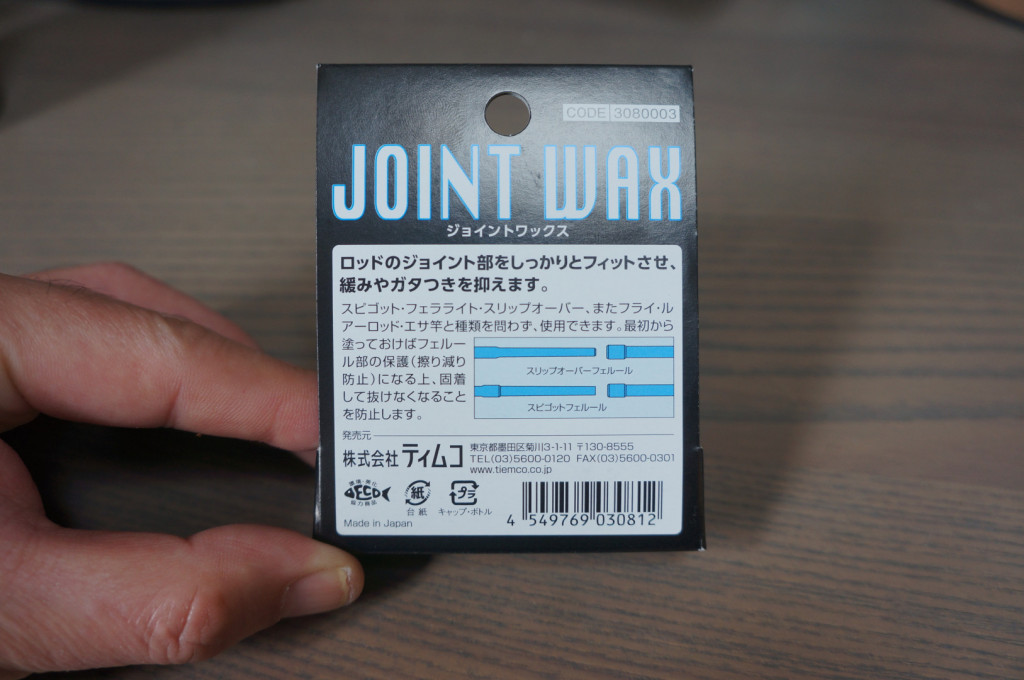 CODE 3080003
JOINT WAX
ジョイントワックス
ロッドのジョイント部をしっかりとフィットさせ、
緩みやガタつきを抑えます。
スピゴット・フェラライト・スリップオーバー、またフライ・ル
アーロッド・エサ竿と種類を問わず、使用できます。最初から
塗っておけばフェルー
ル部の保護(擦り減り
防止)になる上、固着
して抜けなくなること
を防止します。
スリップオーバーフェルール
スピゴットフェルール
発売元
株式会社 ティムコ
東京都墨田区菊川3-1-11 〒130-8555
TEL(03)5600-0120 FAX(03)5600-0301
www.tiemco.co.jp
ECO
紙
台紙
プラ
キャップ・ボトル
Made in Japan
4 549769 030812